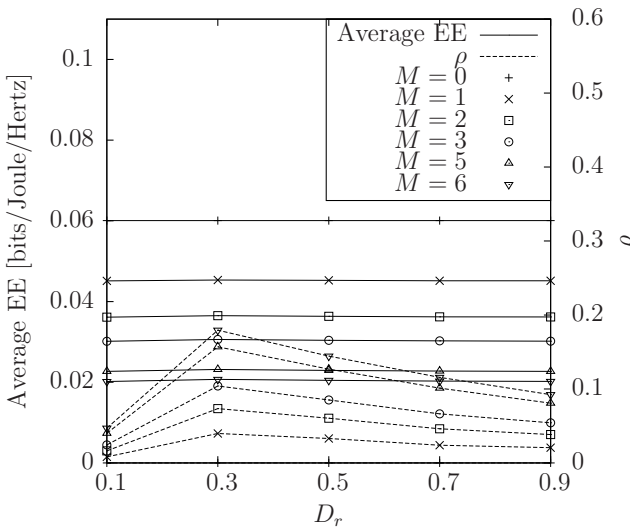 Average EE
ρ
M = 0
M = 1
M = 2
M = 3
M = 5
M = 6
0.1
0.08
0.06
0.04
0.02
0
0.6
0.5
0.4
0.3
0.2
0.1
0
0.1
0.3
0.5
0.7
0.9
Average EE [bits/Joule/Hertz]
ρ
D_r